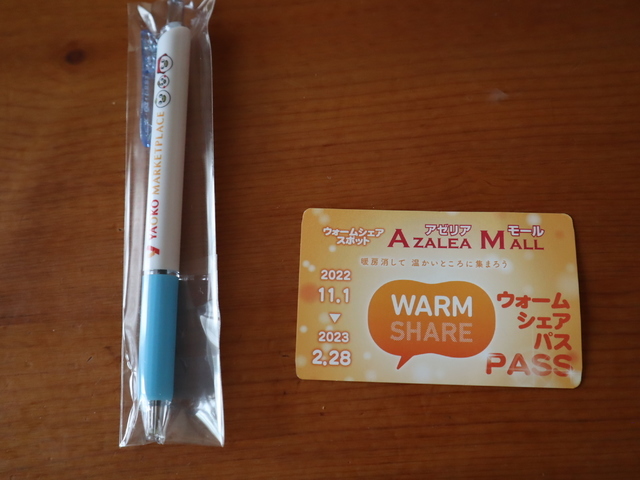 YAOKO MARKETPLACE
ウォームシェア
スポット
アゼリア モール
AZALEA MALL
暖房消して 温かいところに集まろう
2022
11.1
2023
2.28
WARM
SHARE
ウォーム
シェア
パス
PASS